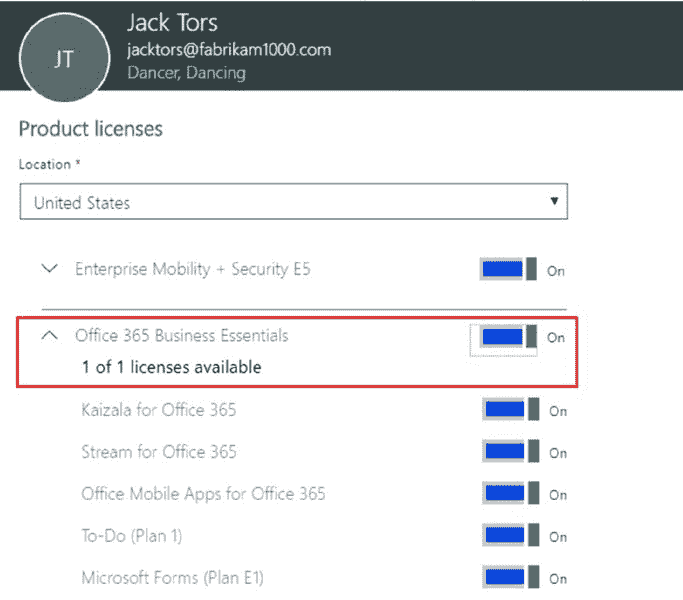 JT
Jack Tors
jacktors@fabrikam1000.com
Dancer, Dancing
Product licenses
Location *
United States
Enterprise Mobility + Security E5 On
Office 365 Business Essentials On
1 of 1 licenses available
Kaizala for Office 365 On
Stream for Office 365 On
Office Mobile Apps for Office 365 On
To-Do (Plan 1) On
Microsoft Forms (Plan E1) On